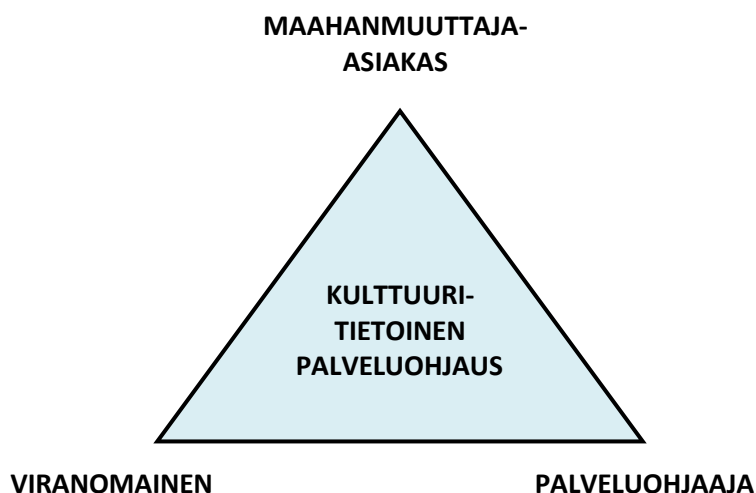 MAAHANMUUTTAJA-
ASIAKAS
KULTTUURI-
TIETOINEN
PALVELUOHJAUS
VIRANOMAINEN
PALVELUOHJAAJA